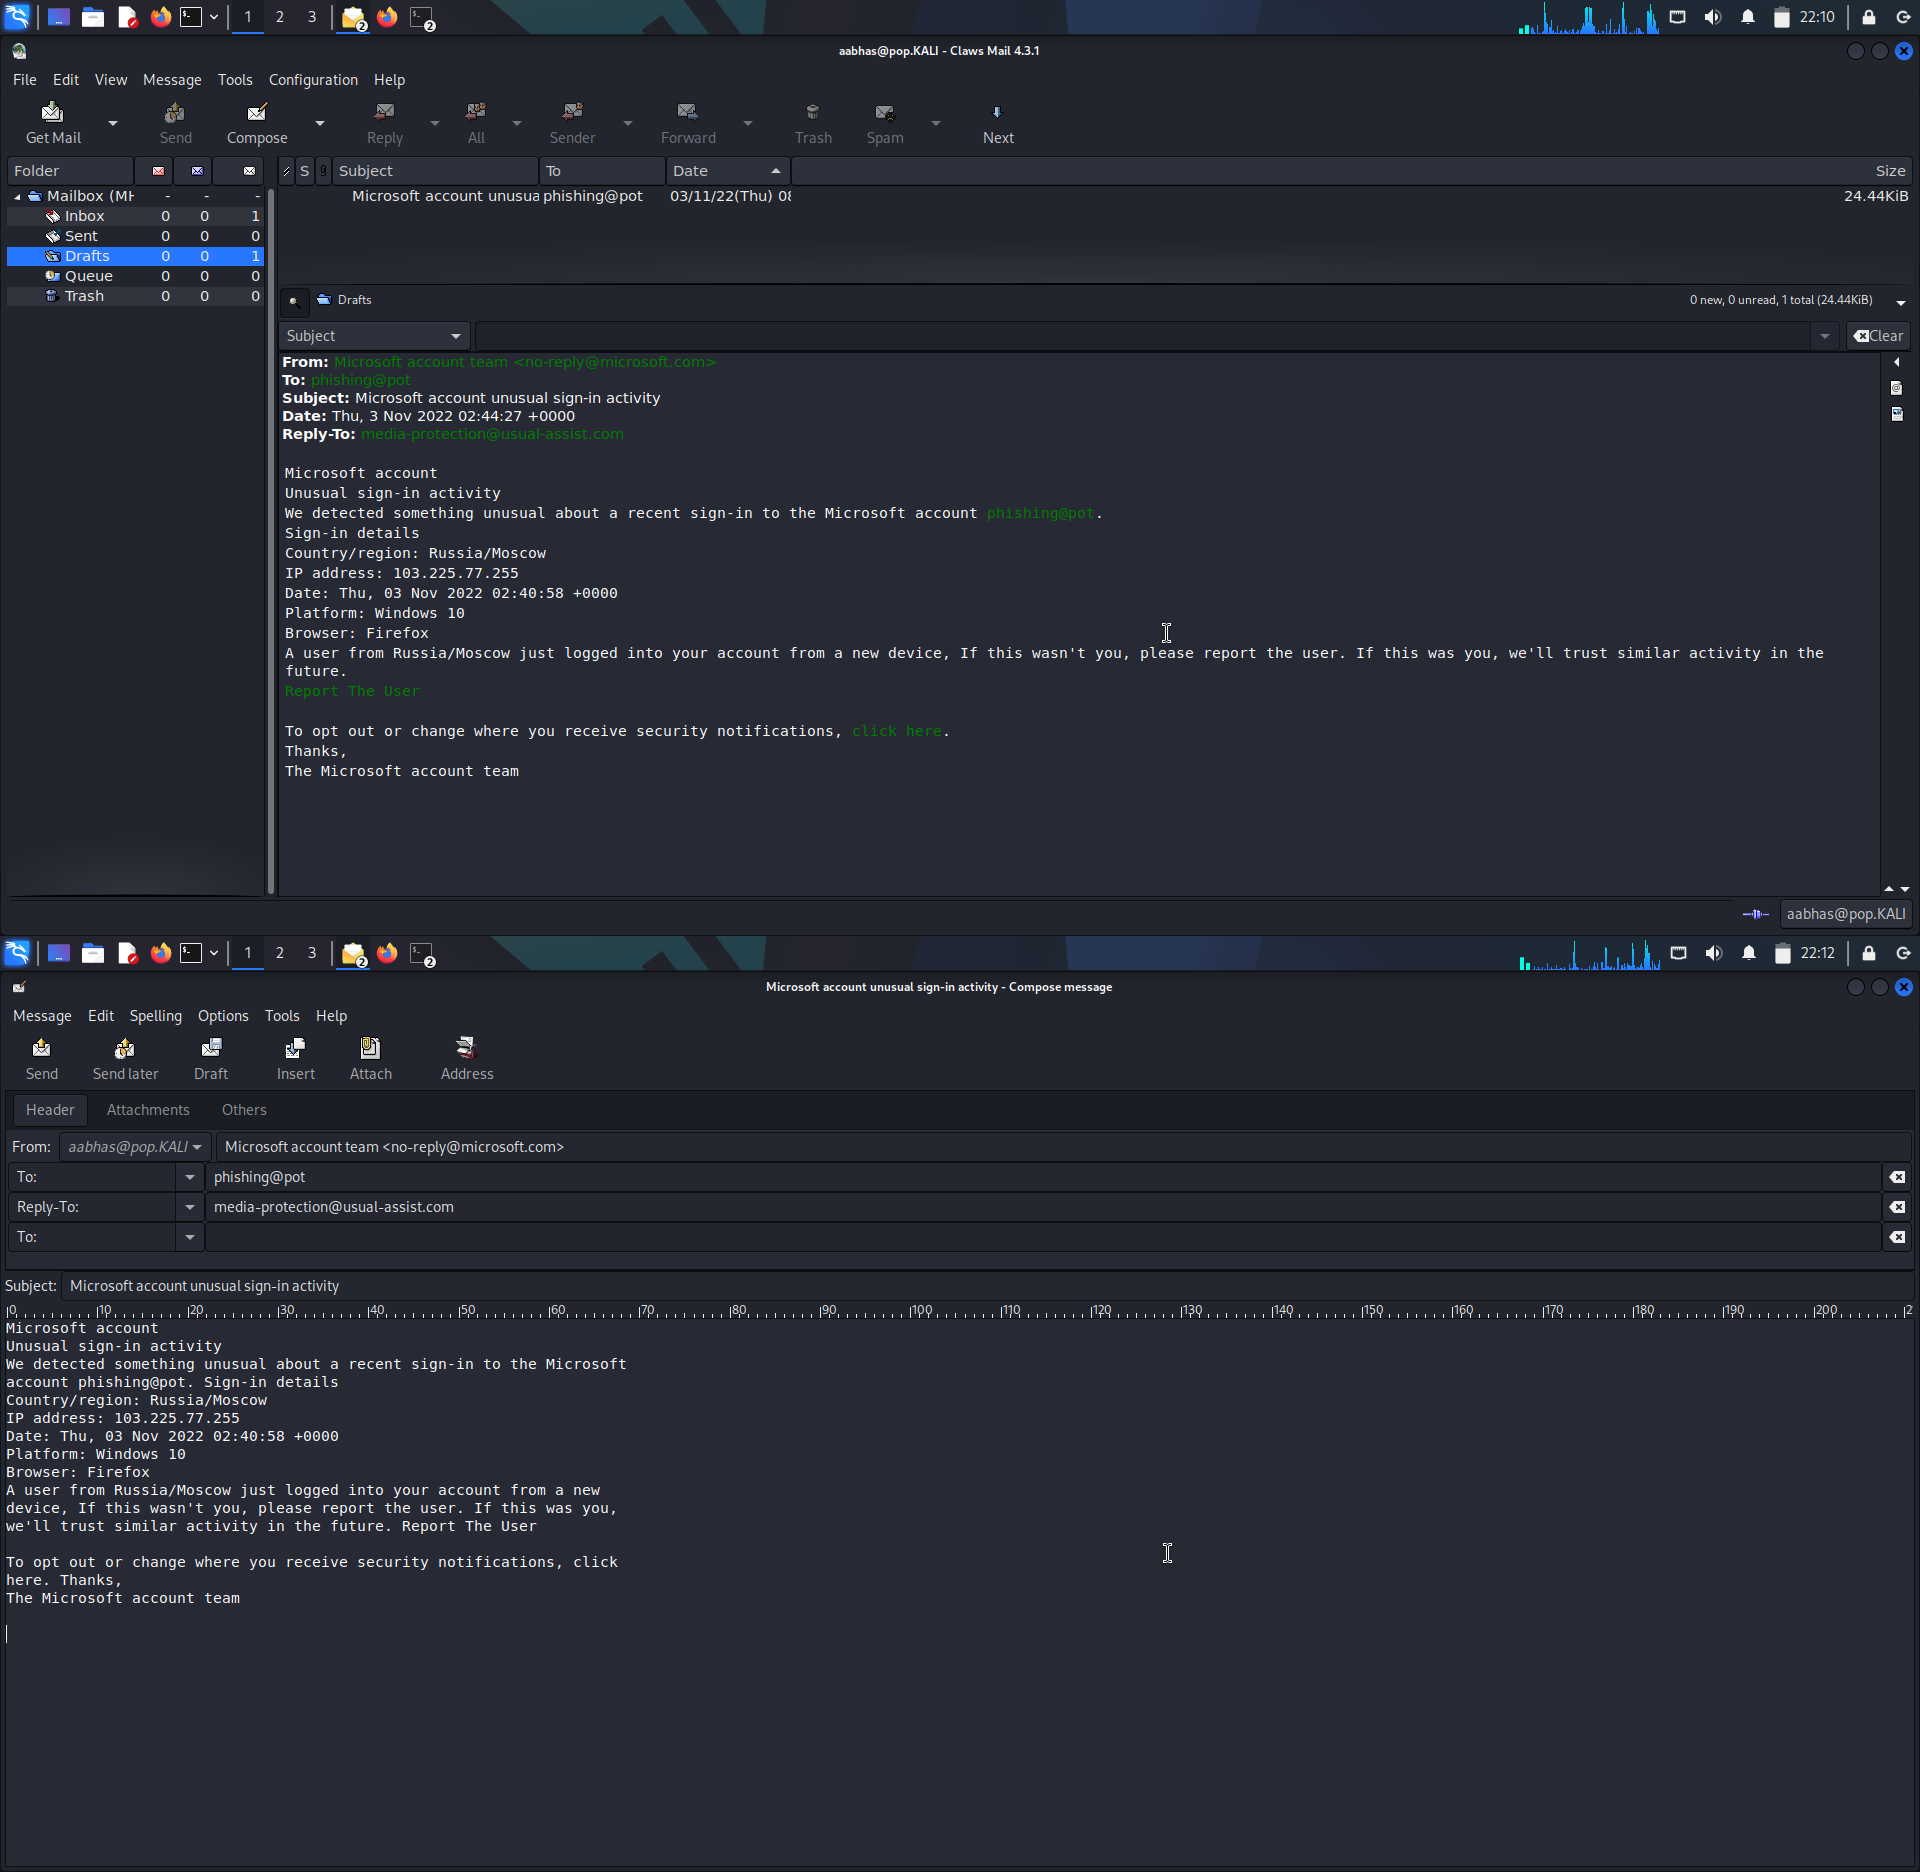 1 2 3 2 2 22:10
aabhas@pop.KALI - Claws Mail 4.3.1
File Edit View Message Tools Configuration Help
Get Mail Send Compose Reply All Sender Forward Trash Spam Next
Folder S Subject To Date Size
Mailbox (MH - - - Microsoft account unusua phishing@pot 03/11/22(Thu) 08 24.44KiB
Inbox 0 0 1
Sent 0 0 0
Drafts 0 0 1
Queue 0 0 0
Trash 0 0 0
Drafts 0 new, 0 unread, 1 total (24.44KiB)
Subject Clear
From: Microsoft account team <no-reply@microsoft.com>
To: phishing@pot
Subject: Microsoft account unusual sign-in activity
Date: Thu, 3 Nov 2022 02:44:27 +0000
Reply-To: media-protection@usual-assist.com
Microsoft account
Unusual sign-in activity
We detected something unusual about a recent sign-in to the Microsoft account phishing@pot.
Sign-in details
Country/region: Russia/Moscow
IP address: 103.225.77.255
Date: Thu, 03 Nov 2022 02:40:58 +0000
Platform: Windows 10
Browser: Firefox
A user from Russia/Moscow just logged into your account from a new device, If this wasn't you, please report the user. If this was you, we'll trust similar activity in the
future.
Report The User
To opt out or change where you receive security notifications, click here.
Thanks,
The Microsoft account team
aabhas@pop.KALI
1 2 3 2 2 22:12
Microsoft account unusual sign-in activity - Compose message
Message Edit Spelling Options Tools Help
Send Send later Draft Insert Attach Address
Header Attachments Others
From: aabhas@pop.KALI Microsoft account team <no-reply@microsoft.com>
To: phishing@pot
Reply-To: media-protection@usual-assist.com
To:
Subject: Microsoft account unusual sign-in activity
0 10 20 30 40 50 60 70 80 90 100 110 120 130 140 150 160 170 180 190 200 2
Microsoft account
Unusual sign-in activity
We detected something unusual about a recent sign-in to the Microsoft
account phishing@pot. Sign-in details
Country/region: Russia/Moscow
IP address: 103.225.77.255
Date: Thu, 03 Nov 2022 02:40:58 +0000
Platform: Windows 10
Browser: Firefox
A user from Russia/Moscow just logged into your account from a new
device, If this wasn't you, please report the user. If this was you,
we'll trust similar activity in the future. Report The User
To opt out or change where you receive security notifications, click
here. Thanks,
The Microsoft account team